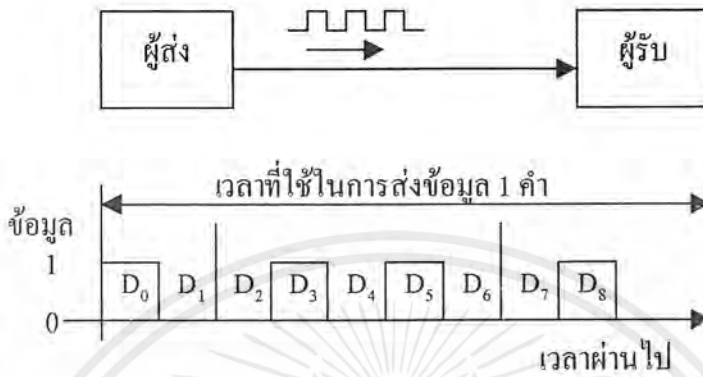 ผู้ส่ง ผู้รับ
เวลาที่ใช้ในการส่งข้อมูล 1 คำ
ข้อมูล
1
D₀ D₁ D₂ D₃ D₄ D₅ D₆ D₇ D₈
0
เวลาผ่านไป